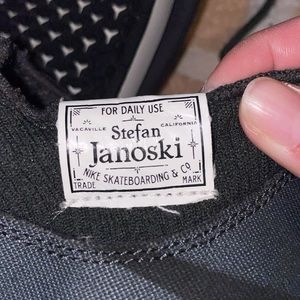 FOR DAILY USE
VACAVILLE CALIFORNIA
Stefan
Janoski
NIKE SKATEBOARDING & CO.
TRADE MARK